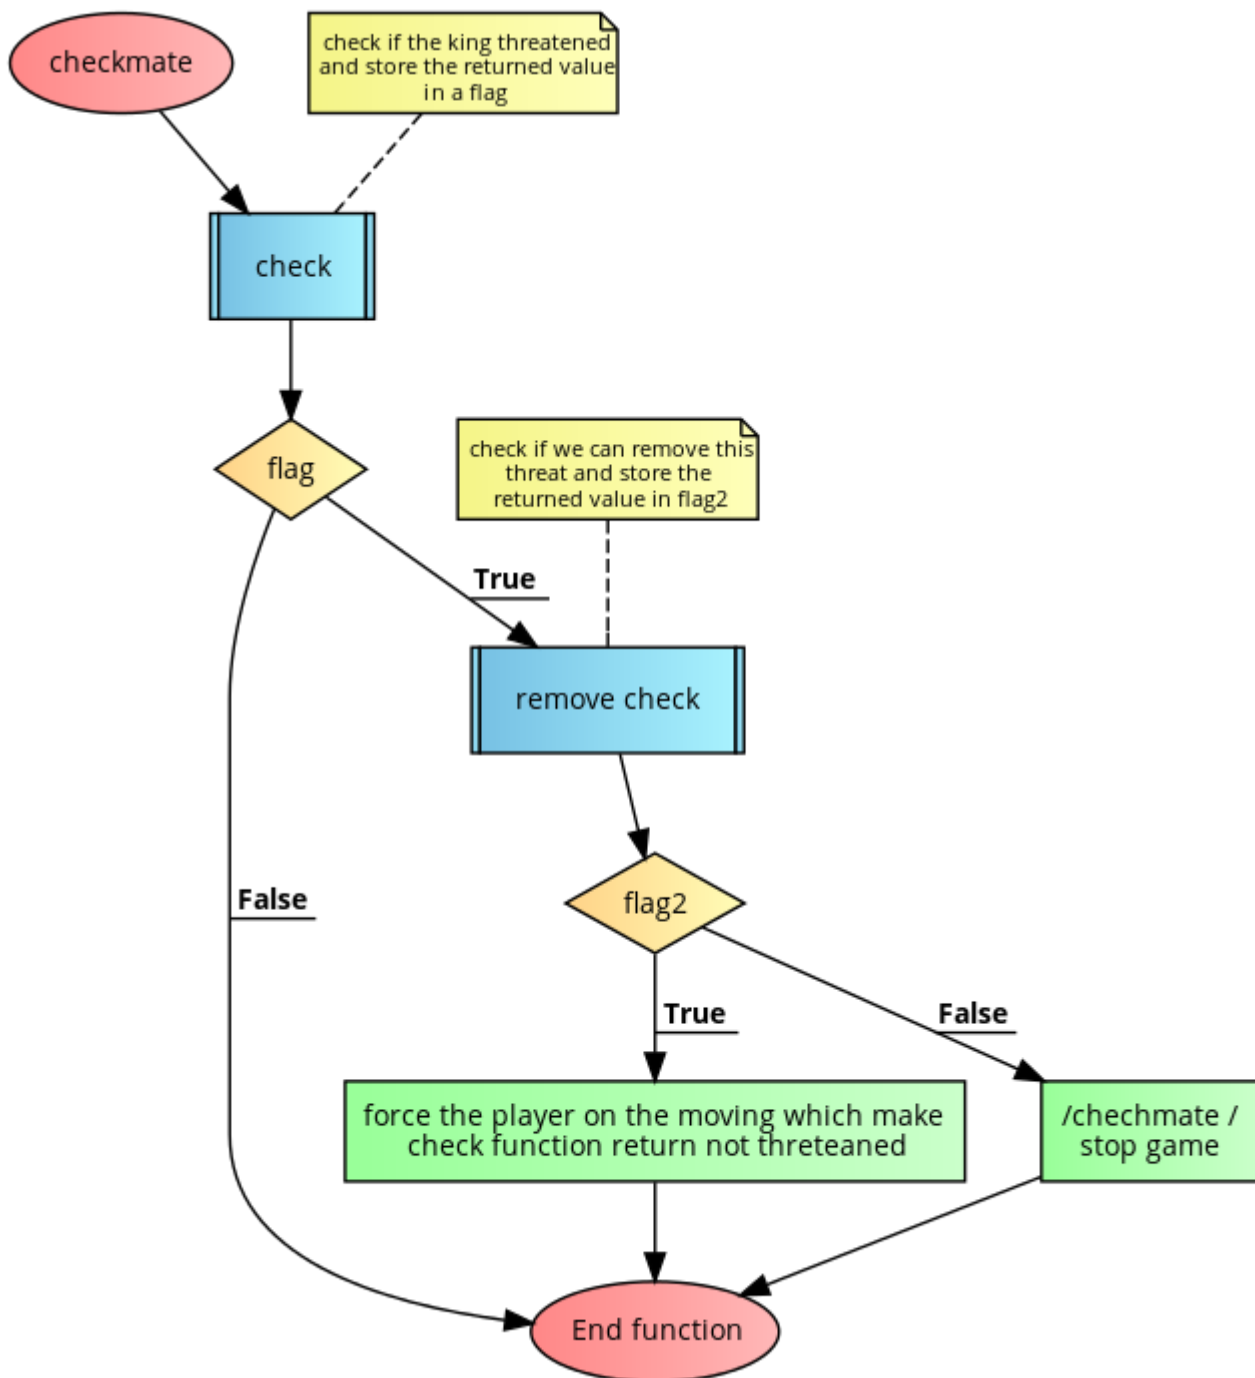 checkmate
check if the king threatened
and store the returned value
in a flag
check
flag
check if we can remove this
threat and store the
returned value in flag2
True
remove check
False
flag2
True
False
force the player on the moving which make
check function return not threteaned
/chechmate /
stop game
End function